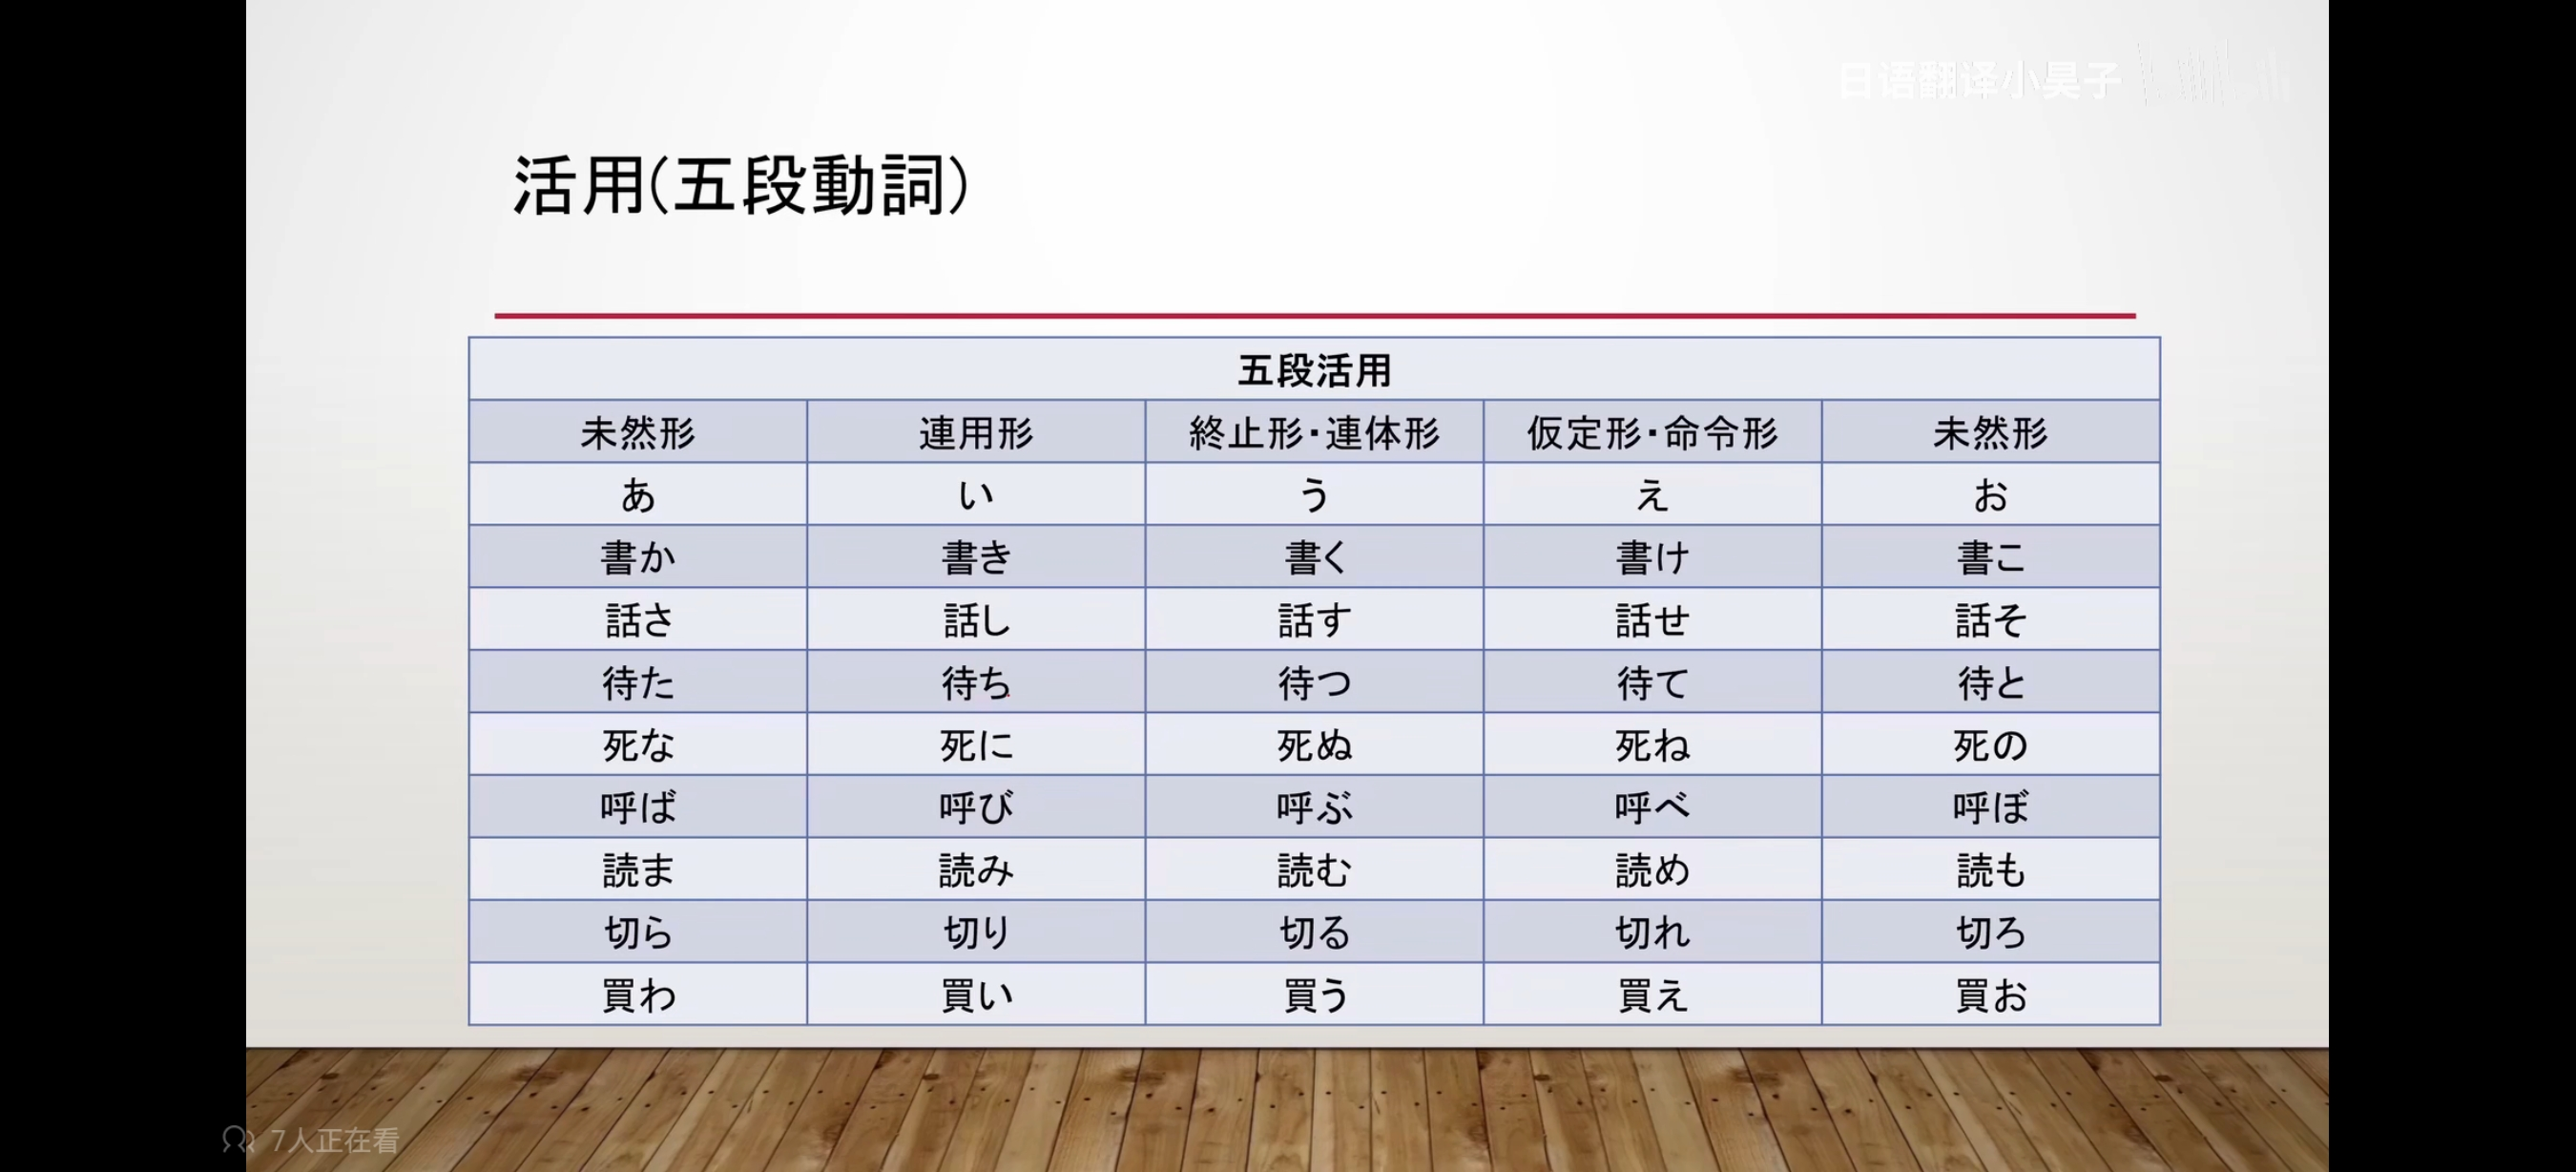 日语翻译小昊子
活用(五段動詞)
五段活用
未然形 連用形 終止形・連体形 仮定形・命令形 未然形
あ い う え お
書か 書き 書く 書け 書こ
話さ 話し 話す 話せ 話そ
待た 待ち 待つ 待て 待と
死な 死に 死ぬ 死ね 死の
呼ば 呼び 呼ぶ 呼べ 呼ぼ
読ま 読み 読む 読め 読も
切ら 切り 切る 切れ 切ろ
買わ 買い 買う 買え 買お
7人正在看